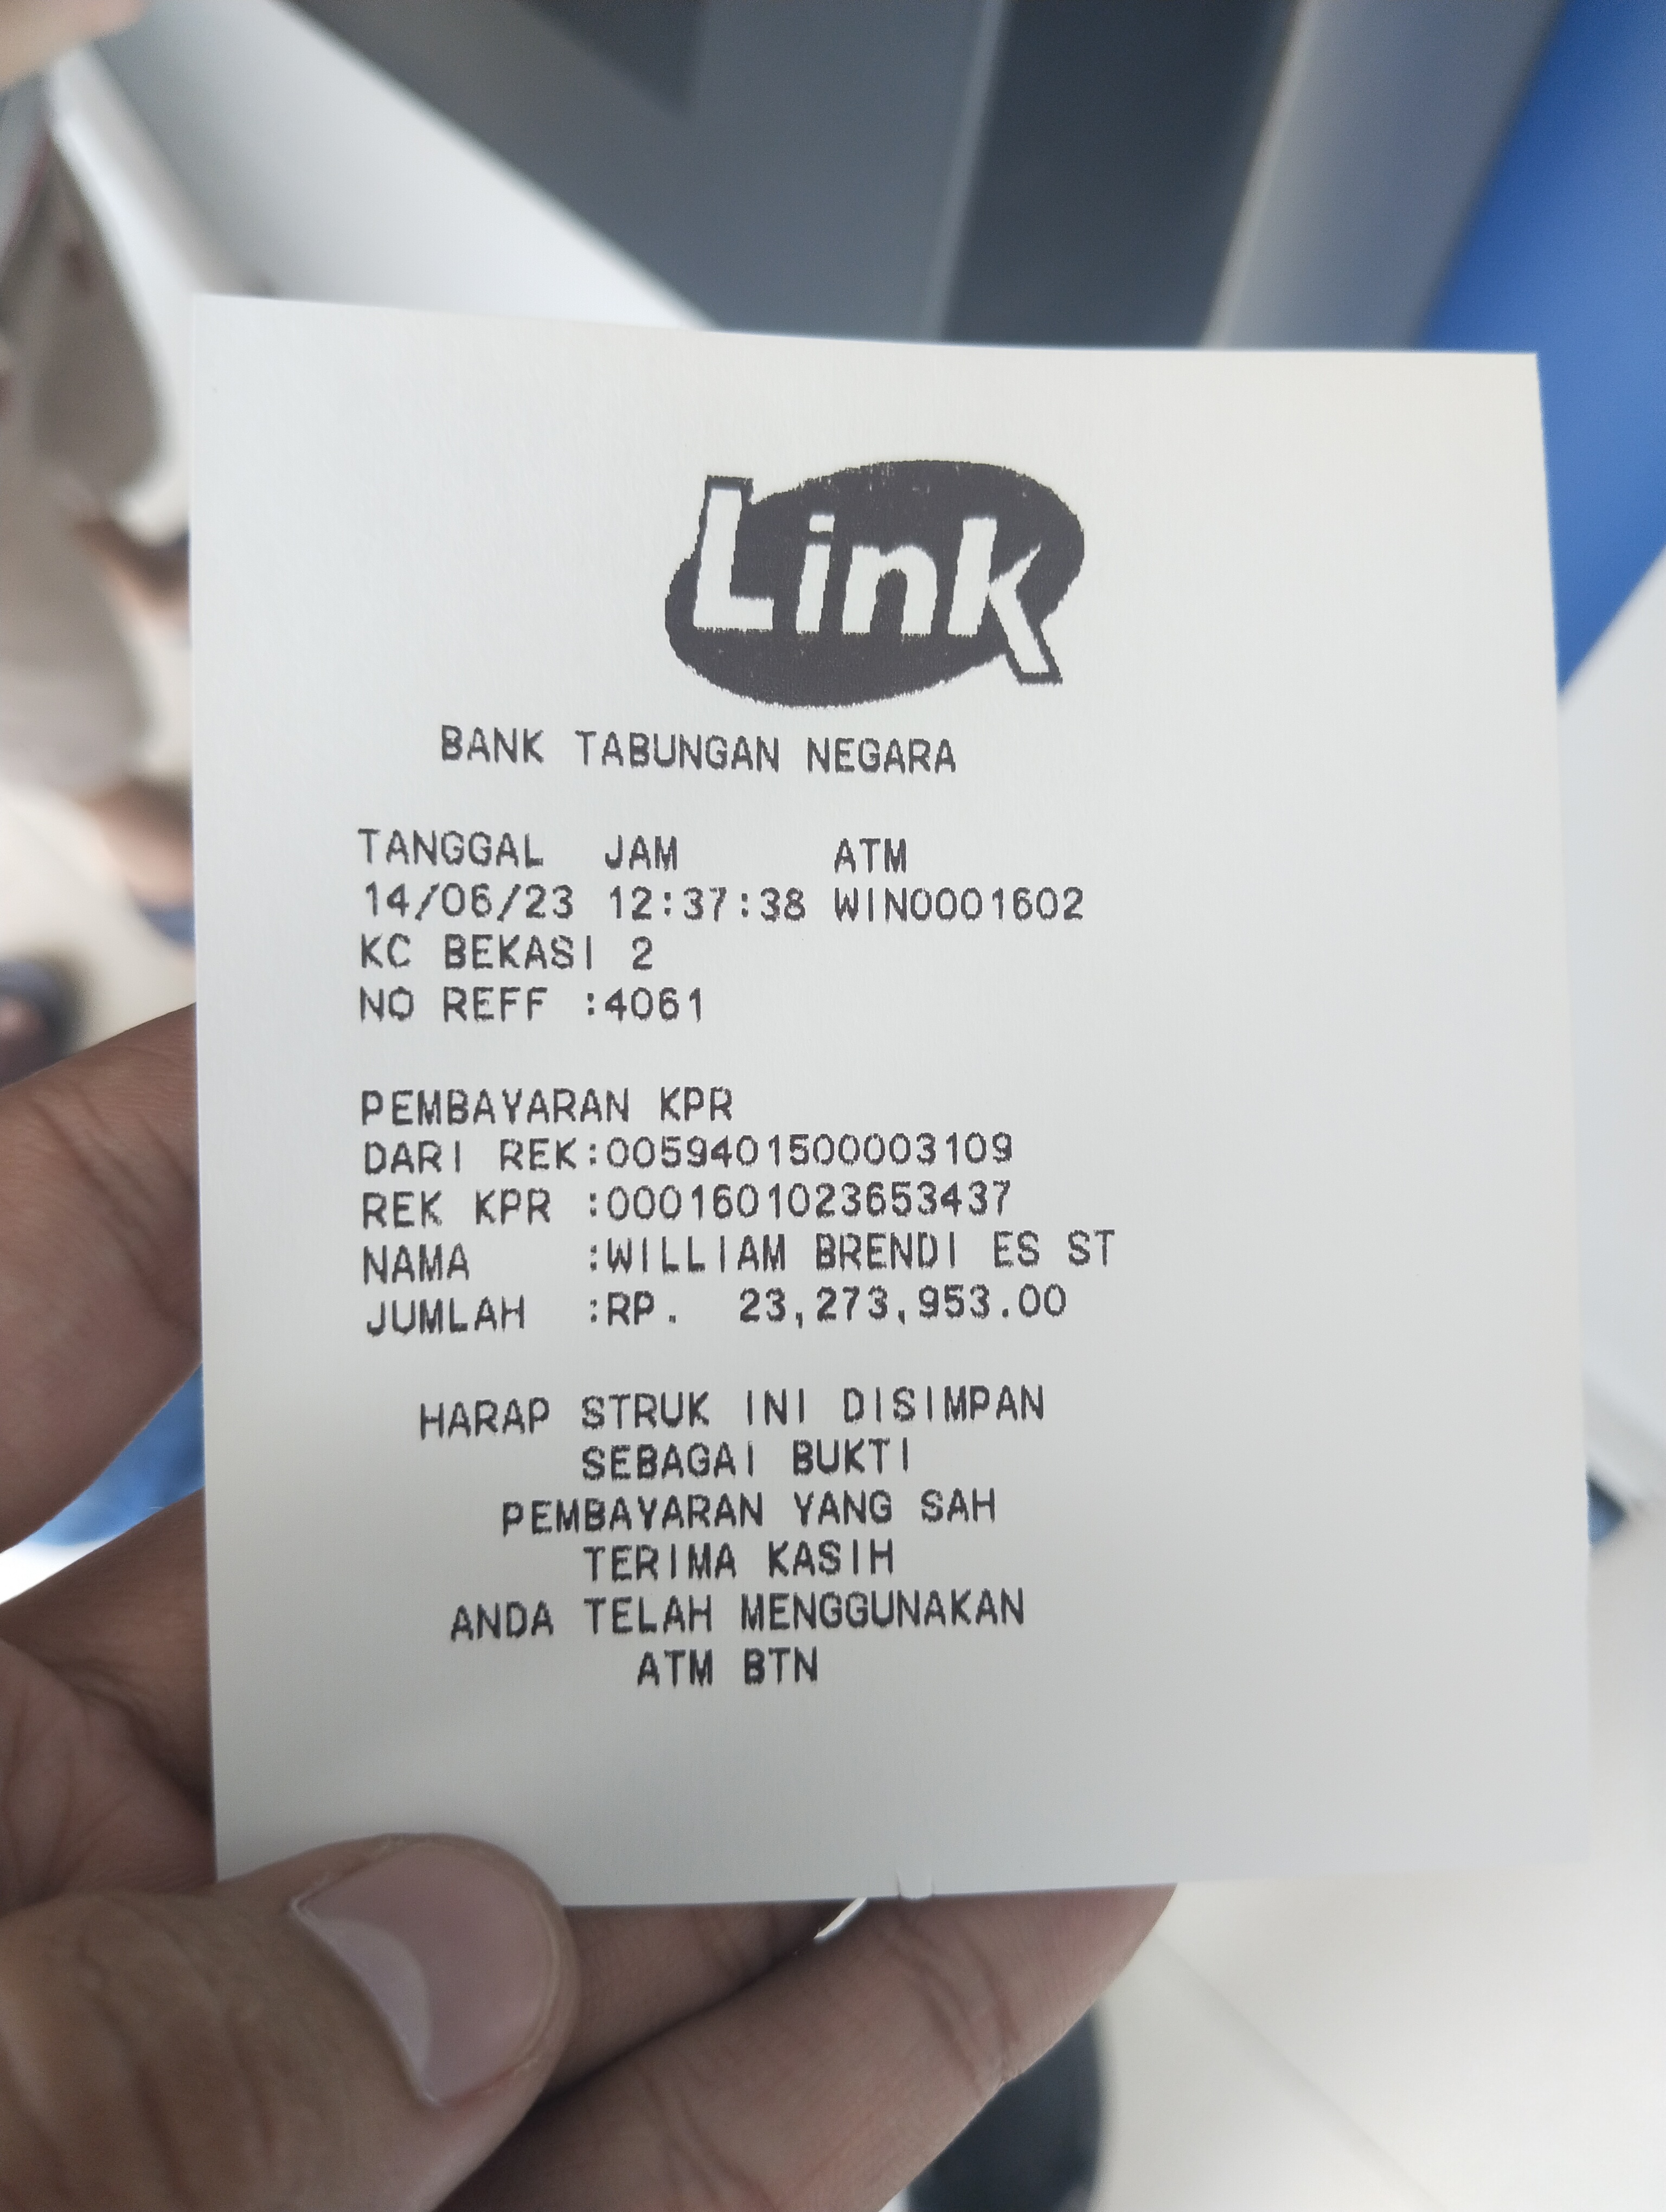 Link
BANK TABUNGAN NEGARA
TANGGAL JAM ATM
14/06/23 12:37:38 WIN0001602
KC BEKASI 2
NO REFF :4061
PEMBAYARAN KPR
DARI REK:0059401500003109
REK KPR :0001601023653437
NAMA :WILLIAM BRENDI ES ST
JUMLAH :RP. 23,273,953.00
HARAP STRUK INI DISIMPAN
SEBAGAI BUKTI
PEMBAYARAN YANG SAH
TERIMA KASIH
ANDA TELAH MENGGUNAKAN
ATM BTN